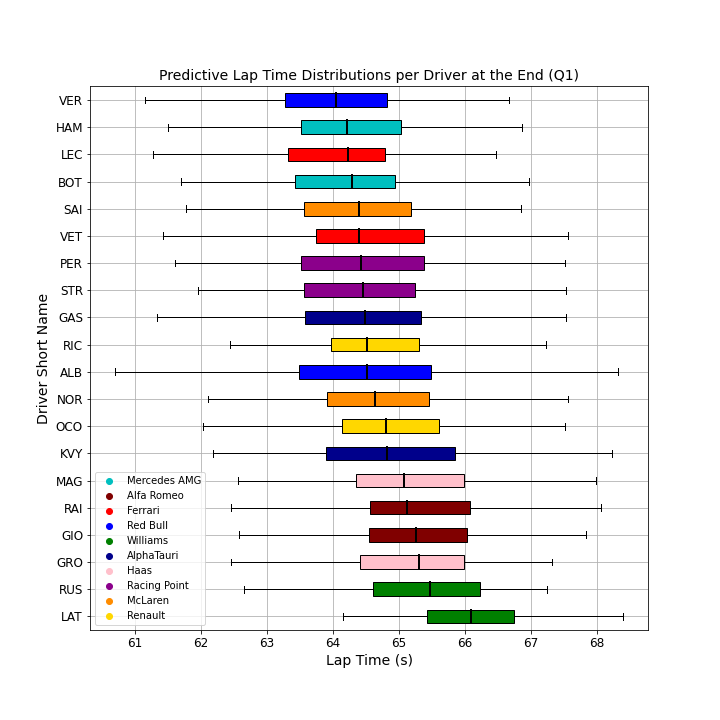 Predictive Lap Time Distributions per Driver at the End (Q1)
Driver Short Name
VER
HAM
LEC
BOT
SAI
VET
PER
STR
GAS
RIC
ALB
NOR
OCO
KVY
MAG
RAI
GIO
GRO
RUS
LAT
Mercedes AMG
Alfa Romeo
Ferrari
Red Bull
Williams
AlphaTauri
Haas
Racing Point
McLaren
Renault
61 62 63 64 65 66 67 68
Lap Time (s)